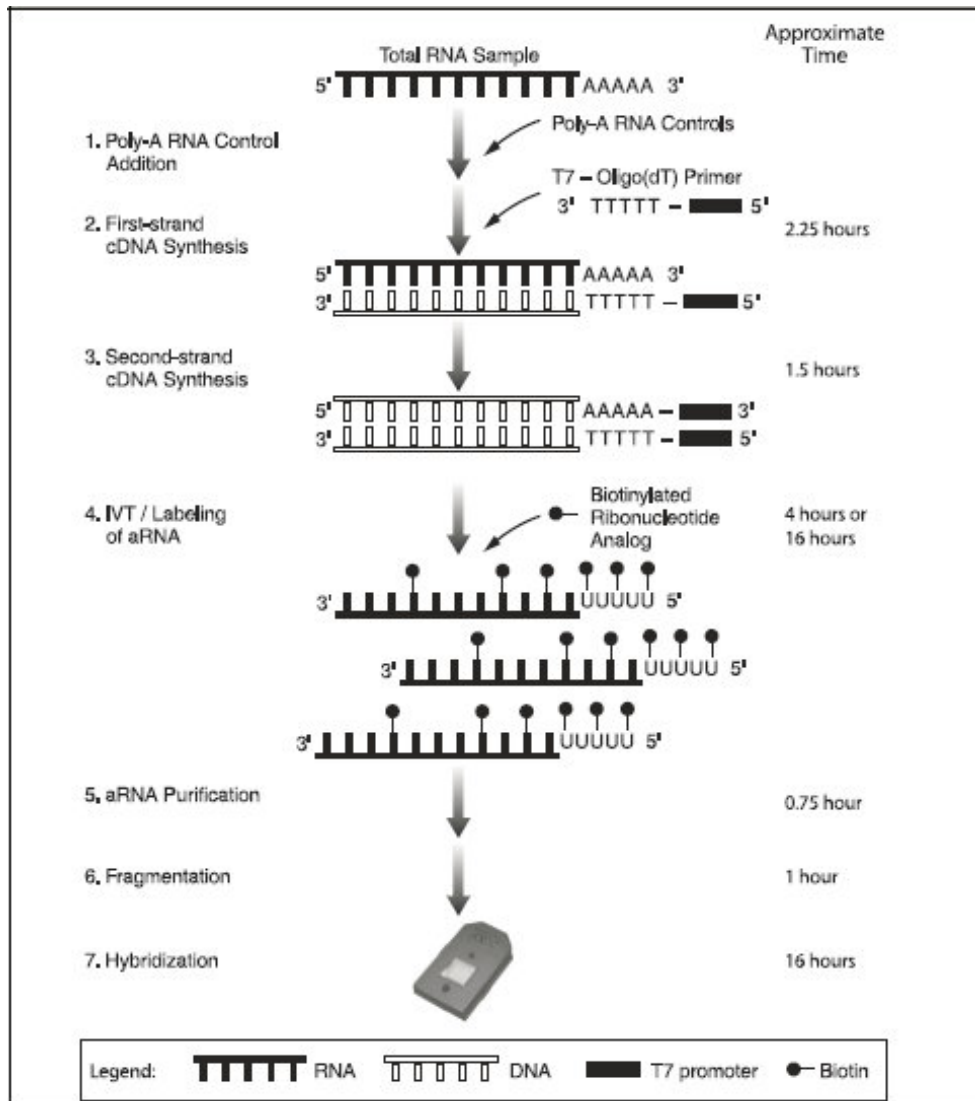 Approximate
Time
Total RNA Sample
5' AAAAA 3'
Poly-A RNA Controls
1. Poly-A RNA Control
Addition
T7 – Oligo(dT) Primer
3' TTTTT – 5'
2. First-strand
cDNA Synthesis
2.25 hours
5' AAAAA 3'
3' TTTTT – 5'
3. Second-strand
cDNA Synthesis
1.5 hours
5' AAAAA – 3'
3' TTTTT – 5'
4. IVT / Labeling
of aRNA
Biotinylated
Ribonucleotide
Analog
4 hours or
16 hours
3' UUUUU 5'
3' UUUUU 5'
3' UUUUU 5'
5. aRNA Purification
0.75 hour
6. Fragmentation
1 hour
7. Hybridization
16 hours
Legend: RNA DNA T7 promoter Biotin